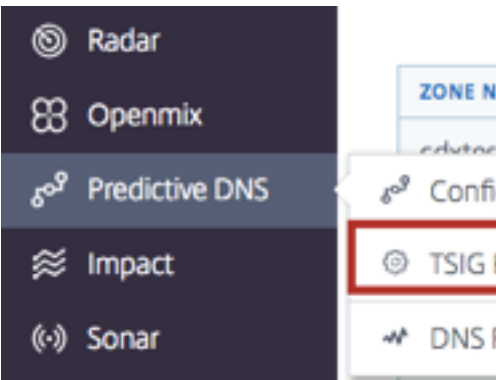 Radar
Openmix
Predictive DNS
Impact
Sonar
ZONE N
Confi
TSIG
DNS